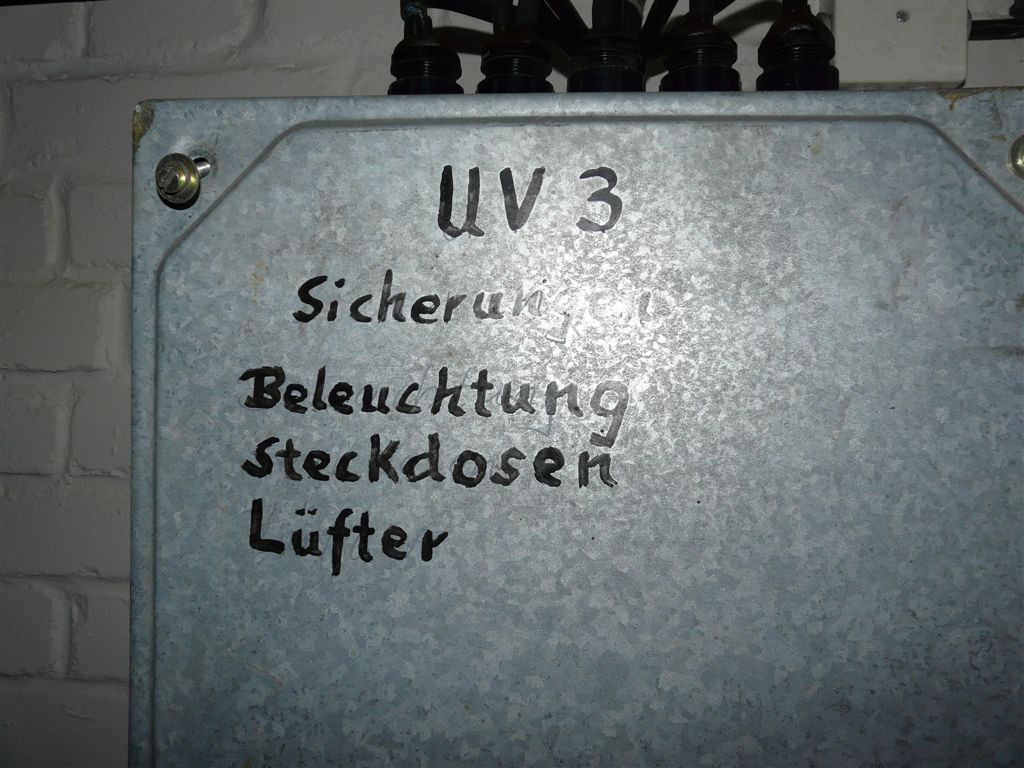 UV 3
Sicherungen
Beleuchtung
Steckdosen
Lüfter